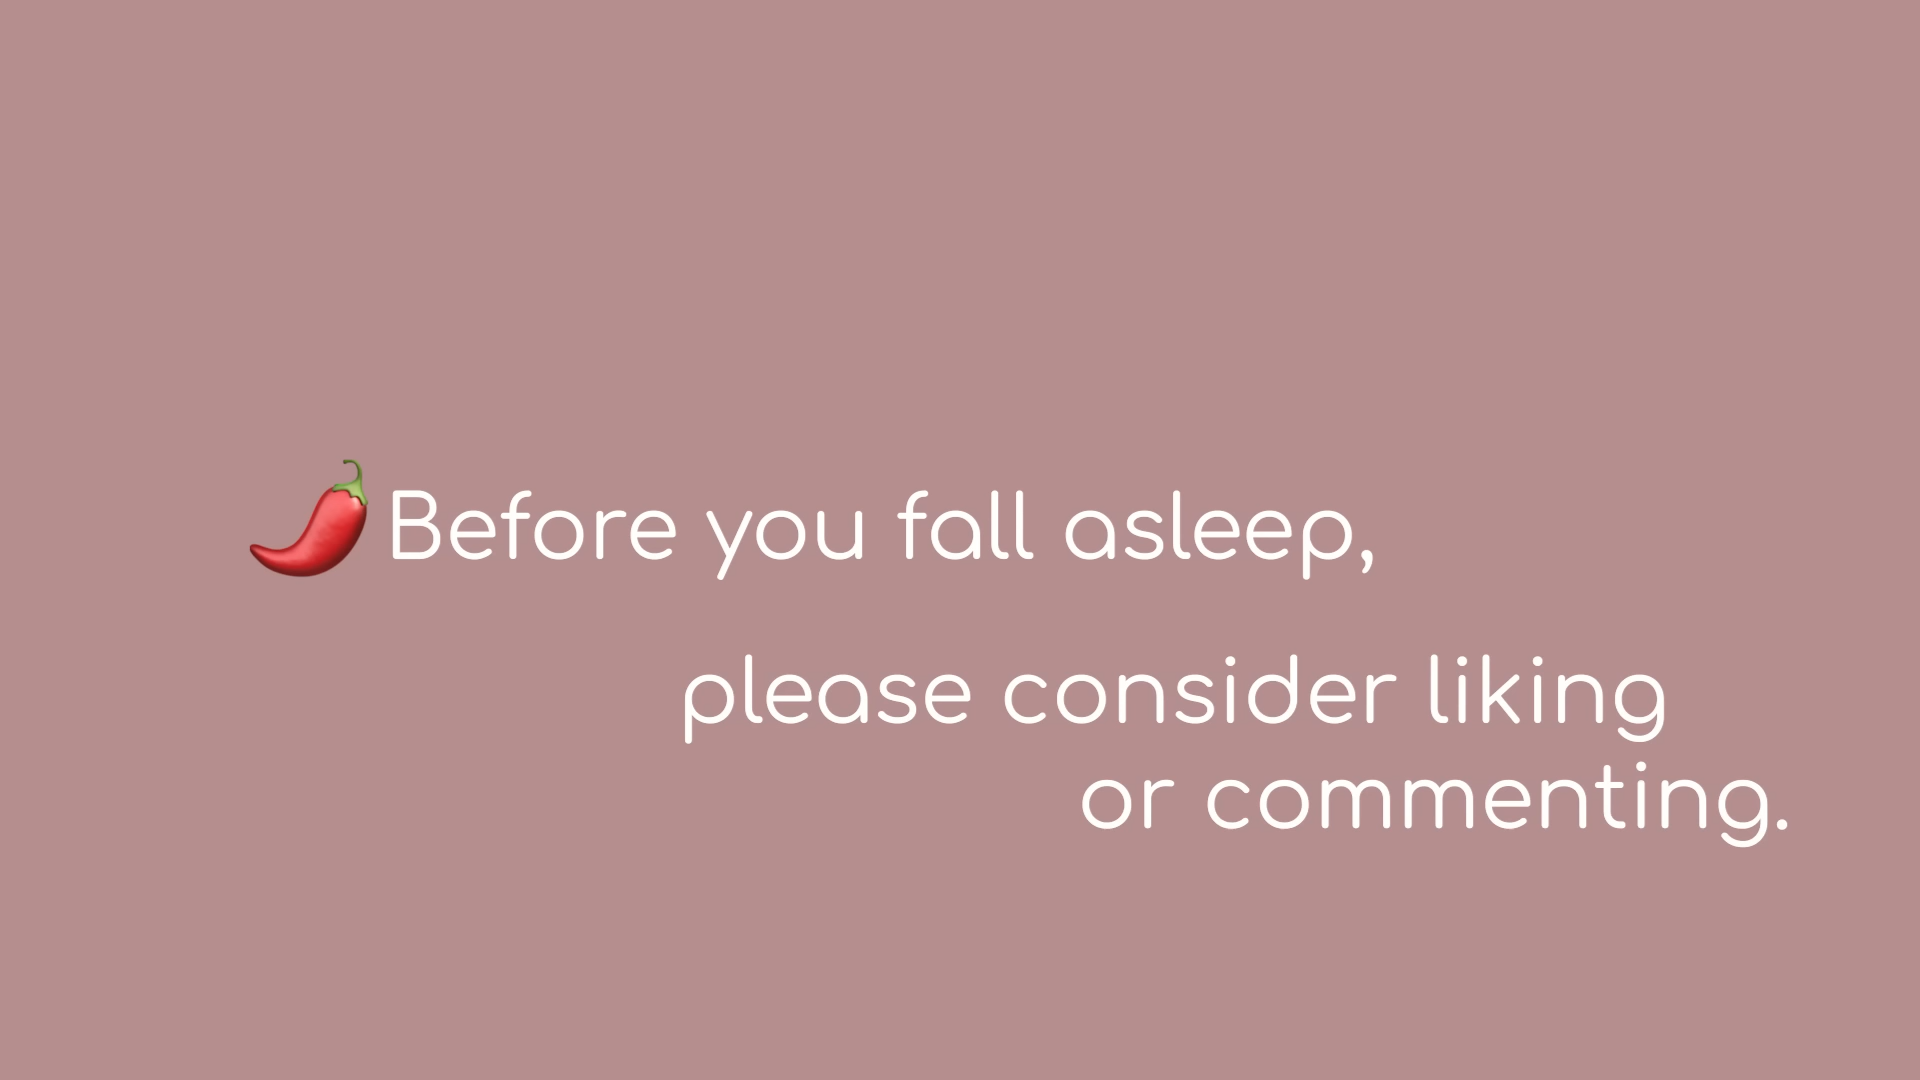 🌶️Before you fall asleep,
please consider liking
or commenting.